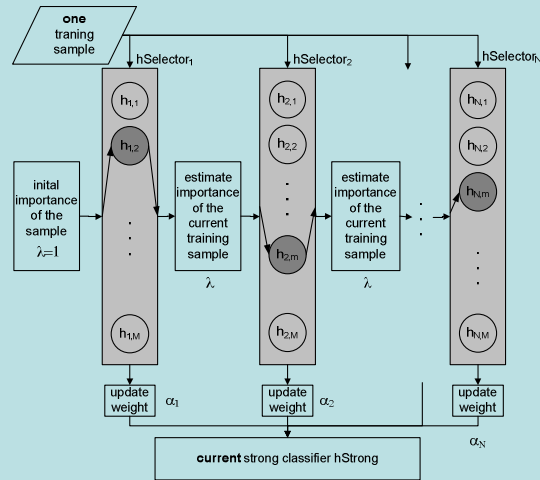 one
traning
sample
hSelector1
hSelector2
hSelectorN
h1,1
h2,1
hN,1
h1,2
h2,2
hN,2
inital
importance
of the
sample
λ=1
estimate
importance
of the
current
training
sample
λ
h2,m
estimate
importance
of the
current
training
sample
λ
hN,m
h1,M
h2,M
hN,M
update
weight
α1
update
weight
α2
update
weight
αN
current strong classifier hStrong